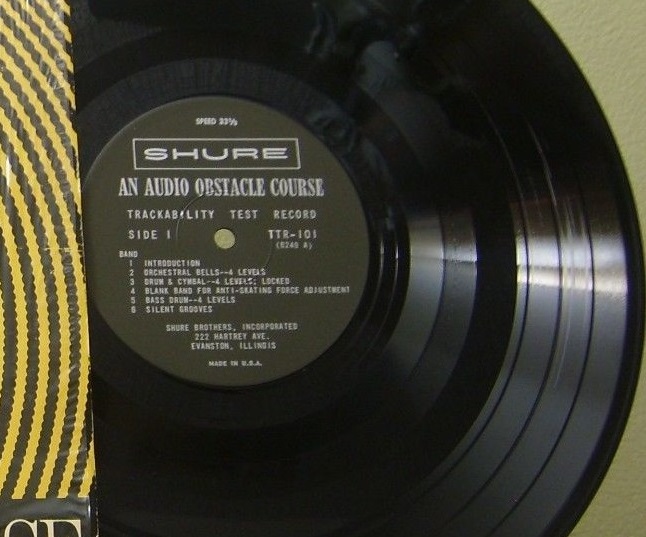 SPEED 33⅓
SHURE
AN AUDIO OBSTACLE COURSE
TRACKABILITY TEST RECORD
SIDE 1 TTR-101
(6249 A)
BAND
1 INTRODUCTION
2 ORCHESTRAL BELLS--4 LEVELS
3 DRUM & CYMBAL--4 LEVELS; LOCKED
4 BLANK BAND FOR ANTI-SKATING FORCE ADJUSTMENT
5 BASS DRUM--4 LEVELS
6 SILENT GROOVES
SHURE BROTHERS, INCORPORATED
222 HARTREY AVE.
EVANSTON, ILLINOIS
MADE IN U.S.A.